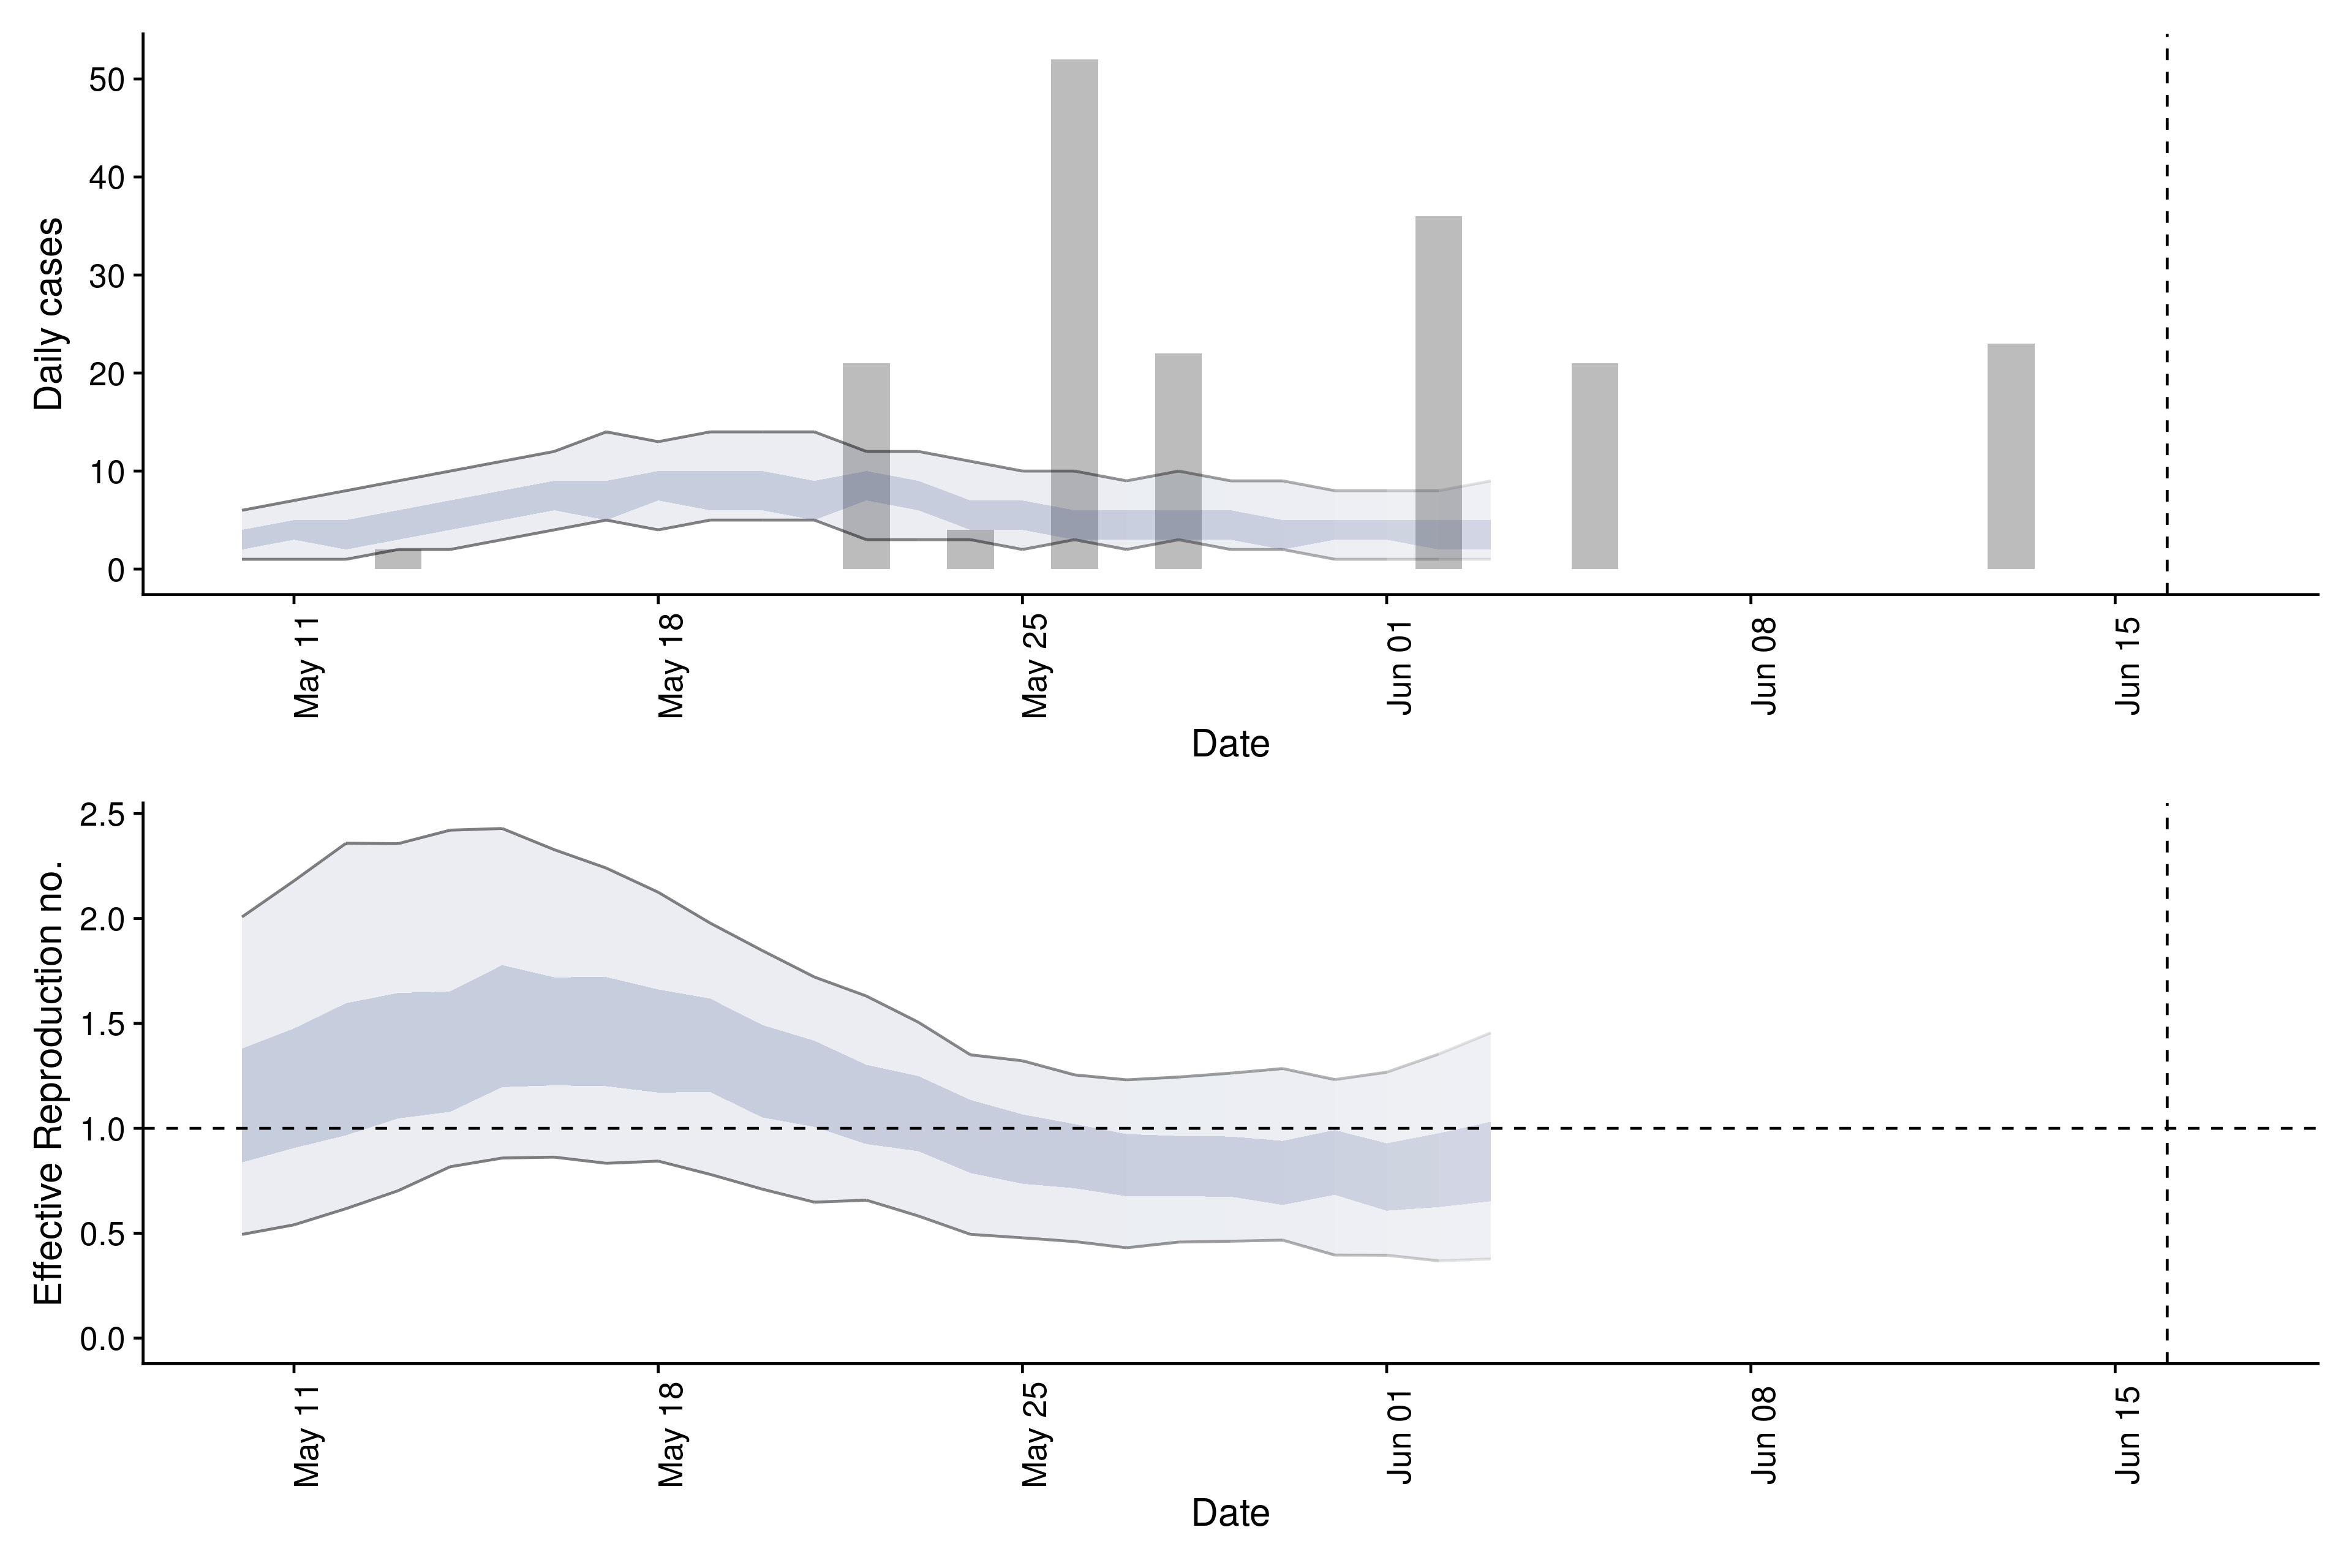 Daily cases
50
40
30
20
10
0
May 11
May 18
May 25
Jun 01
Jun 08
Jun 15
Date
Effective Reproduction no.
2.5
2.0
1.5
1.0
0.5
0.0
May 11
May 18
May 25
Jun 01
Jun 08
Jun 15
Date